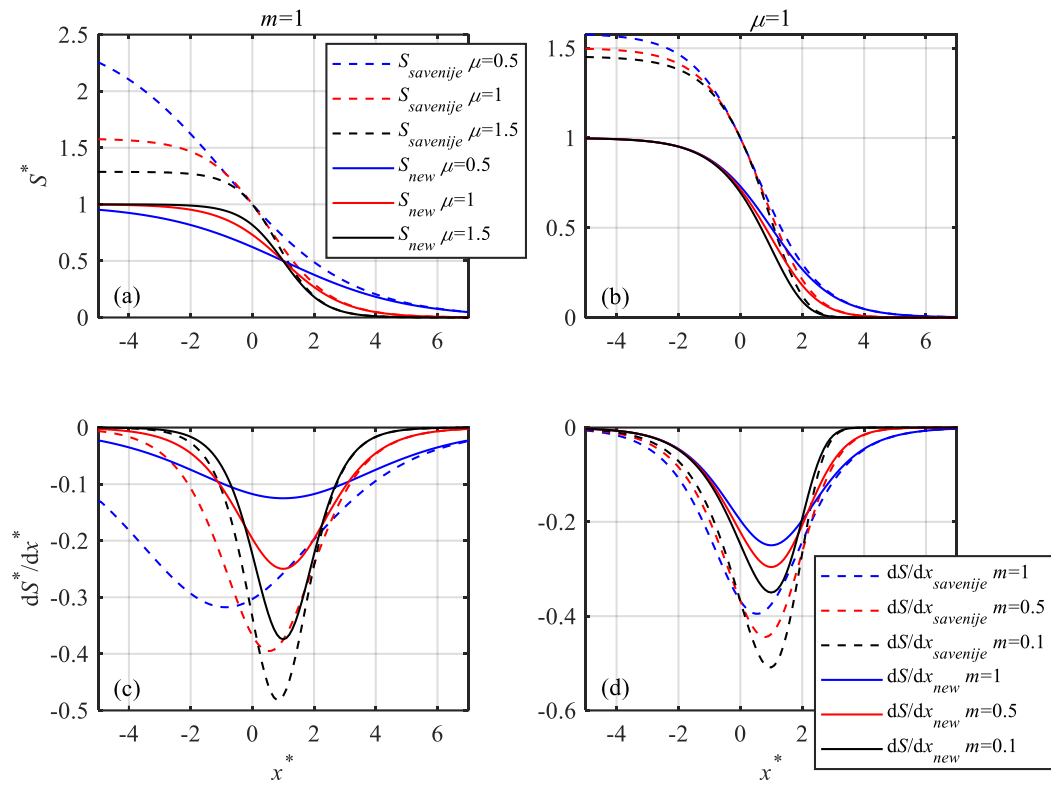 m=1
2.5
2
1.5
1
0.5
0
S*
-4 -2 0 2 4 6
(a)
S_savenije μ=0.5
S_savenije μ=1
S_savenije μ=1.5
S_new μ=0.5
S_new μ=1
S_new μ=1.5
μ=1
1.5
1
0.5
0
-4 -2 0 2 4 6
(b)
0
-0.1
-0.2
-0.3
-0.4
-0.5
dS*/dx*
(c)
-4 -2 0 2 4 6
x*
0
-0.2
-0.4
-0.6
(d)
-4 -2 0 2 4 6
x*
dS/dx_savenije m=1
dS/dx_savenije m=0.5
dS/dx_savenije m=0.1
dS/dx_new m=1
dS/dx_new m=0.5
dS/dx_new m=0.1